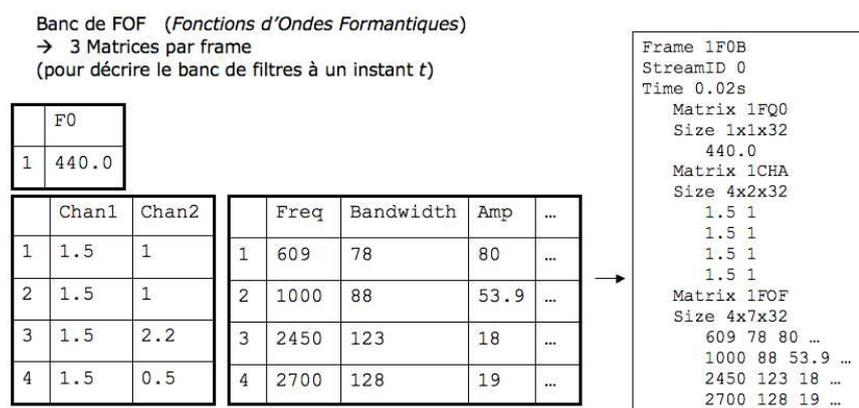 Banc de FOF (Fonctions d'Ondes Formantiques)
→ 3 Matrices par frame
(pour décrire le banc de filtres à un instant t)
F0
1 440.0
Chan1 Chan2
1 1.5 1
2 1.5 1
3 1.5 2.2
4 1.5 0.5
Freq Bandwidth Amp ...
1 609 78 80 ...
2 1000 88 53.9 ...
3 2450 123 18 ...
4 2700 128 19 ...
Frame 1F0B
StreamID 0
Time 0.02s
Matrix 1FQ0
Size 1x1x32
440.0
Matrix 1CHA
Size 4x2x32
1.5 1
1.5 1
1.5 1
1.5 1
Matrix 1FOF
Size 4x7x32
609 78 80 ...
1000 88 53.9 ...
2450 123 18 ...
2700 128 19 ...